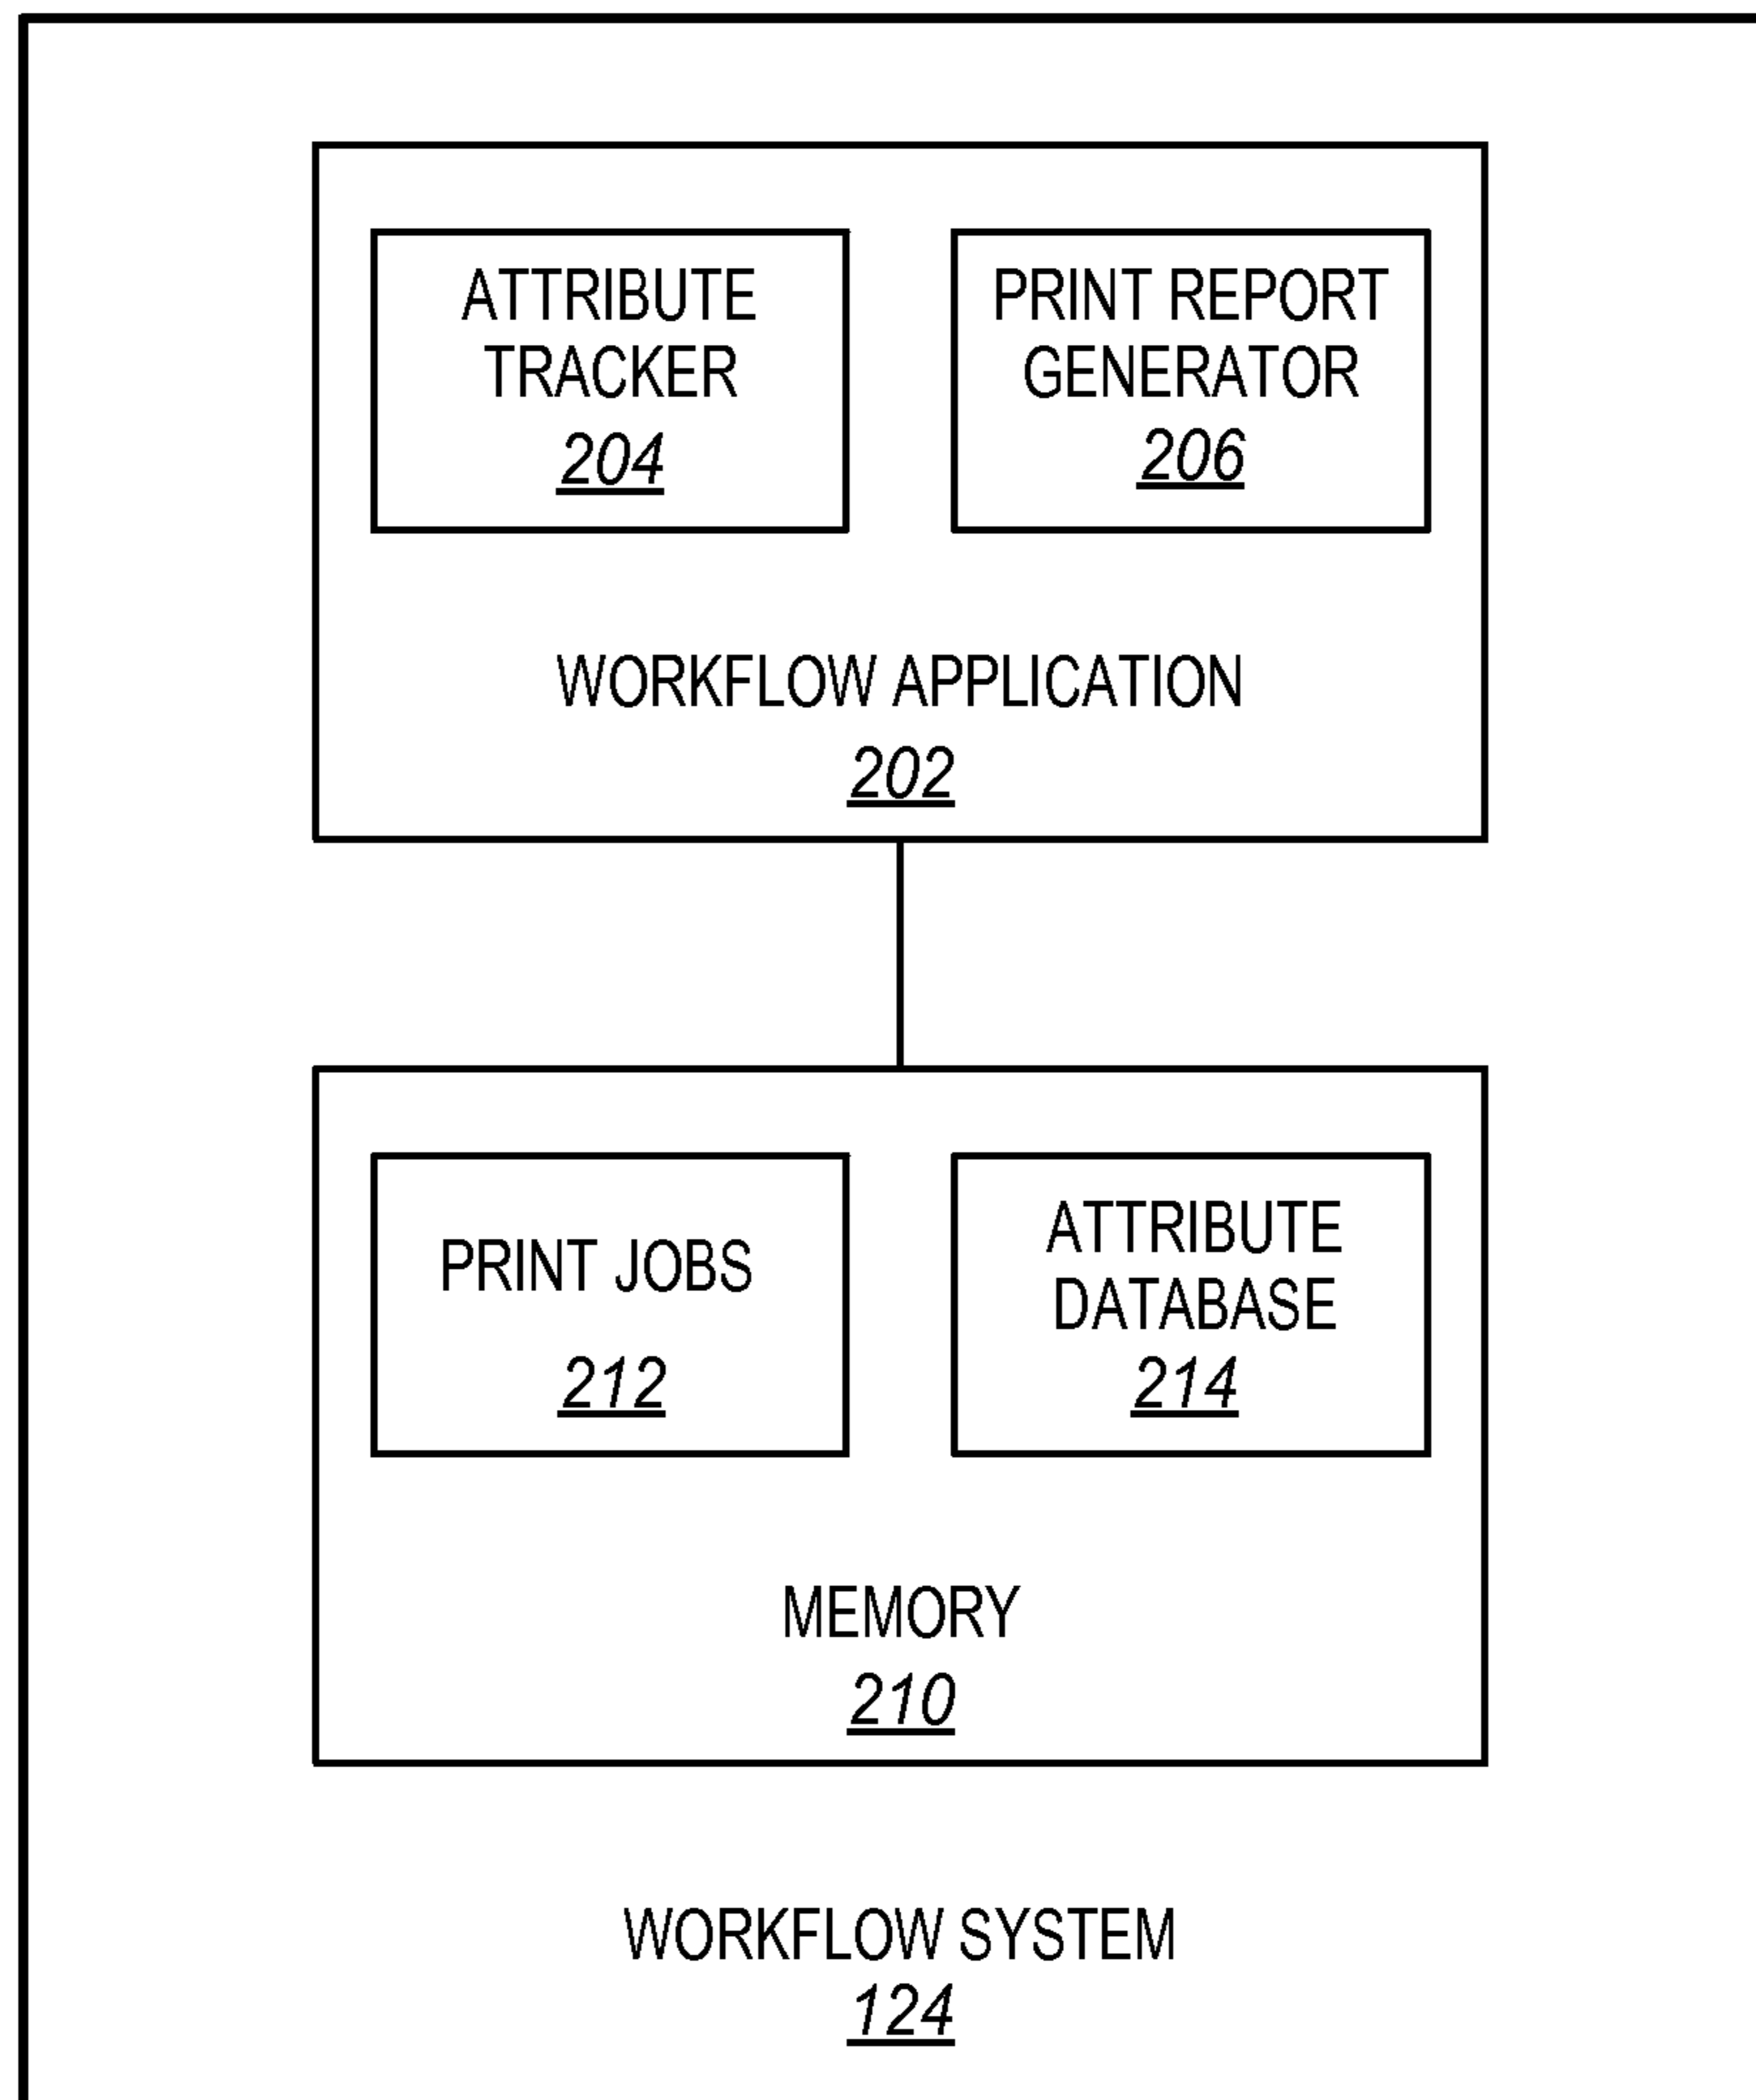 ATTRIBUTE
TRACKER
204
PRINT REPORT
GENERATOR
206
WORKFLOW APPLICATION
202
PRINT JOBS
212
ATTRIBUTE
DATABASE
214
MEMORY
210
WORKFLOW SYSTEM
124